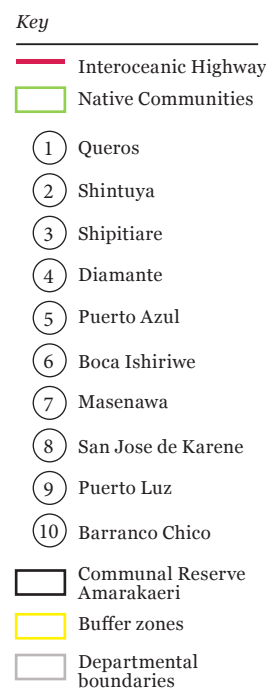 Key
Interoceanic Highway
Native Communities
1 Queros
2 Shintuya
3 Shipitiare
4 Diamante
5 Puerto Azul
6 Boca Ishiriwe
7 Masenawa
8 San Jose de Karene
9 Puerto Luz
10 Barranco Chico
Communal Reserve
Amarakaeri
Buffer zones
Departmental
boundaries